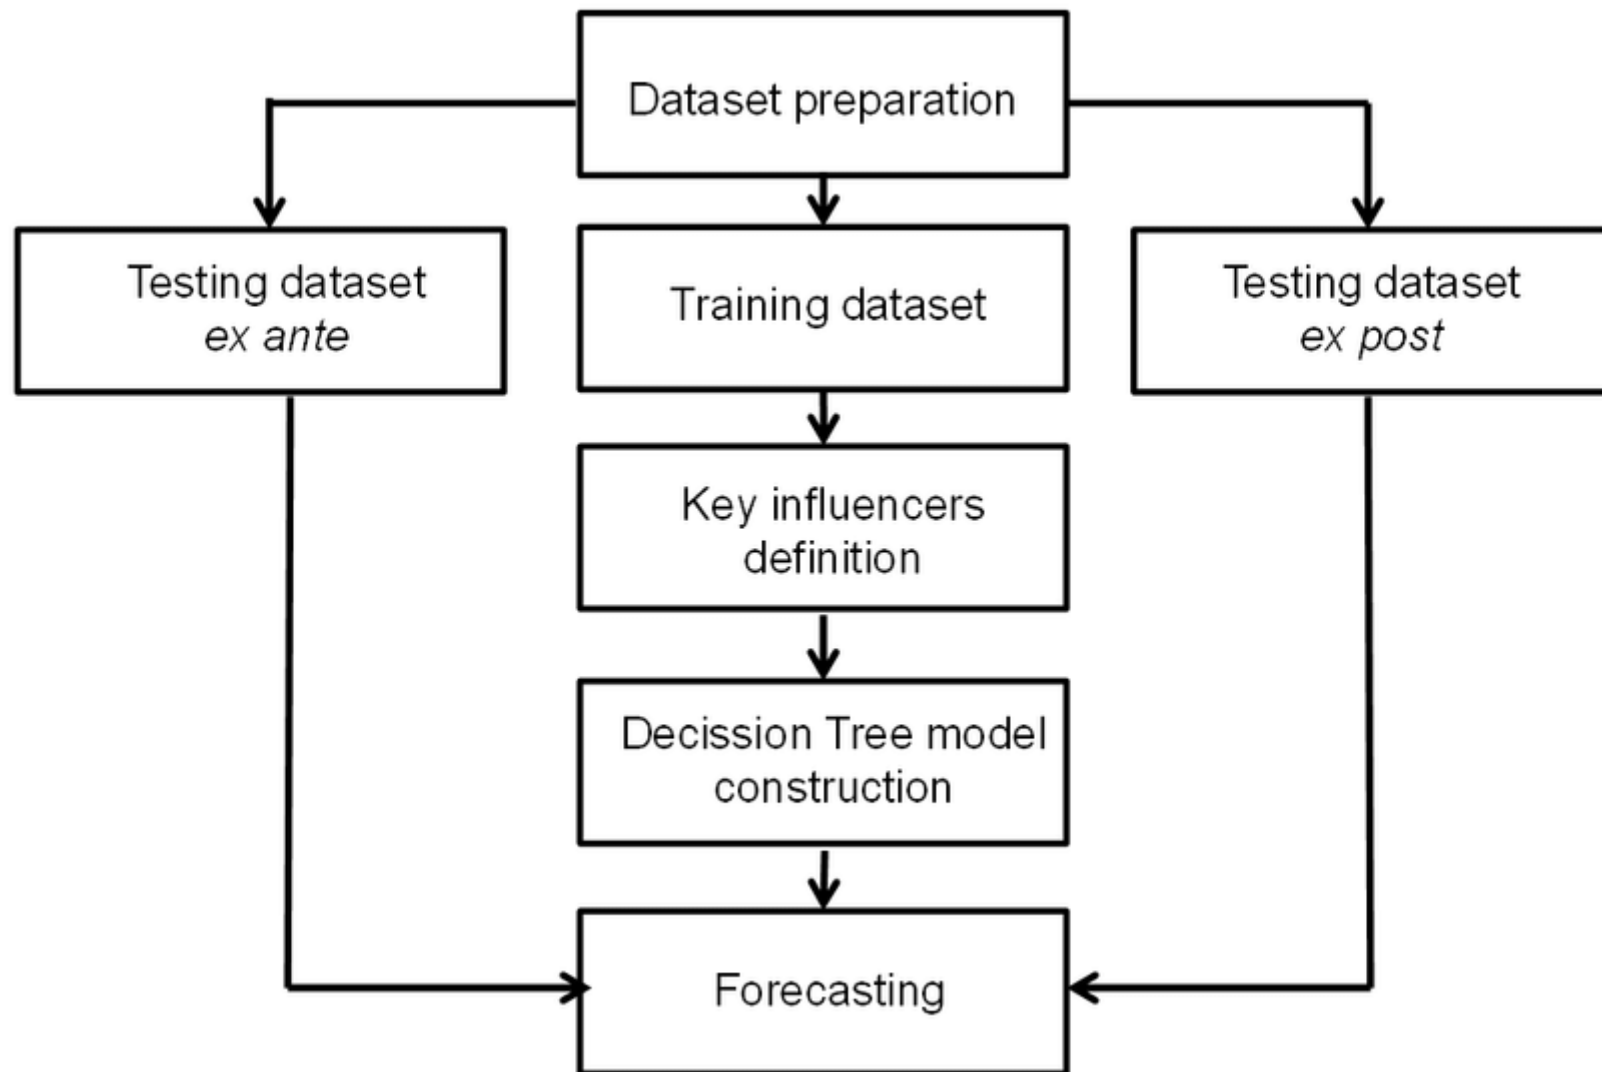 Dataset preparation
Testing dataset
ex ante
Training dataset
Testing dataset
ex post
Key influencers
definition
Decission Tree model
construction
Forecasting